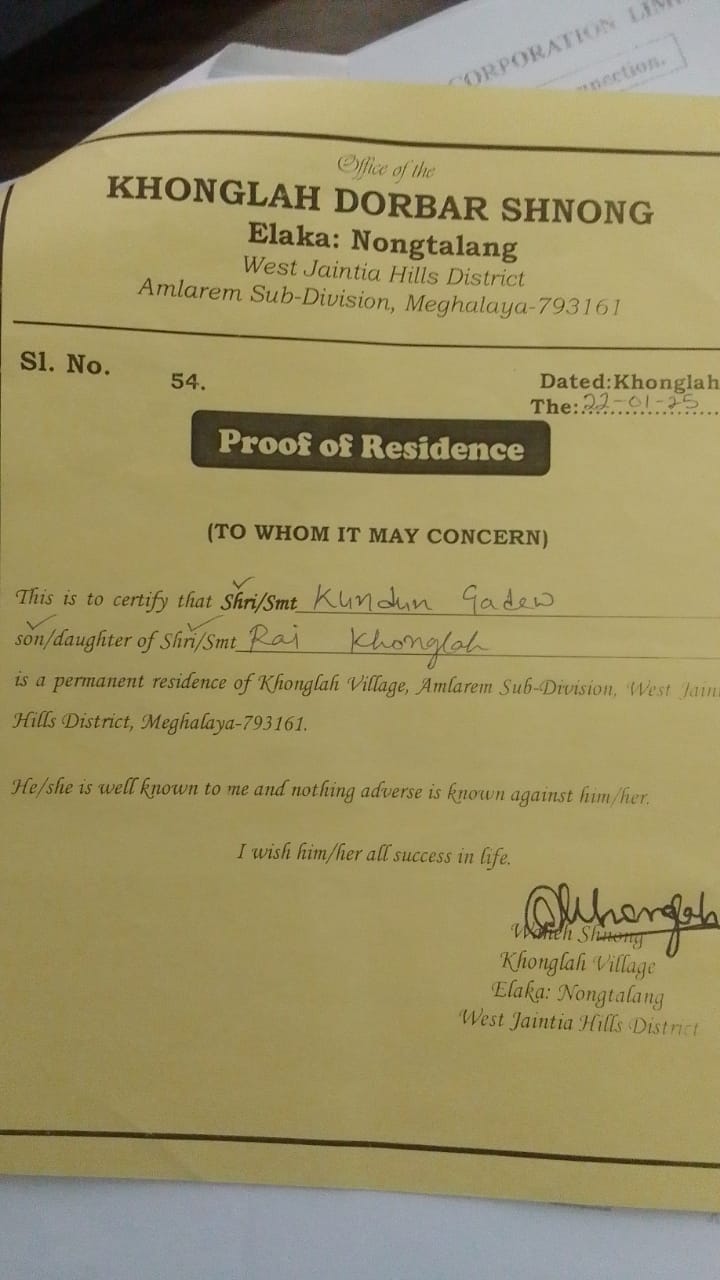 CORPORATION LIM
nnection.
Office of the
KHONGLAH DORBAR SHNONG
Elaka: Nongtalang
West Jaintia Hills District
Amlarem Sub-Division, Meghalaya-793161
Sl. No. 54. Dated:Khonglah
The:22-01-25
Proof of Residence
(TO WHOM IT MAY CONCERN)
This is to certify that Shri/Smt Kundun Gadew
son/daughter of Shri/Smt Rai Khonglah
is a permanent residence of Khonglah Village, Amlarem Sub-Division, West Jain
Hills District, Meghalaya-793161.
He/she is well known to me and nothing adverse is known against him/her.
I wish him/her all success in life.
Waheh Shnong
Khonglah Village
Elaka: Nongtalang
West Jaintia Hills District